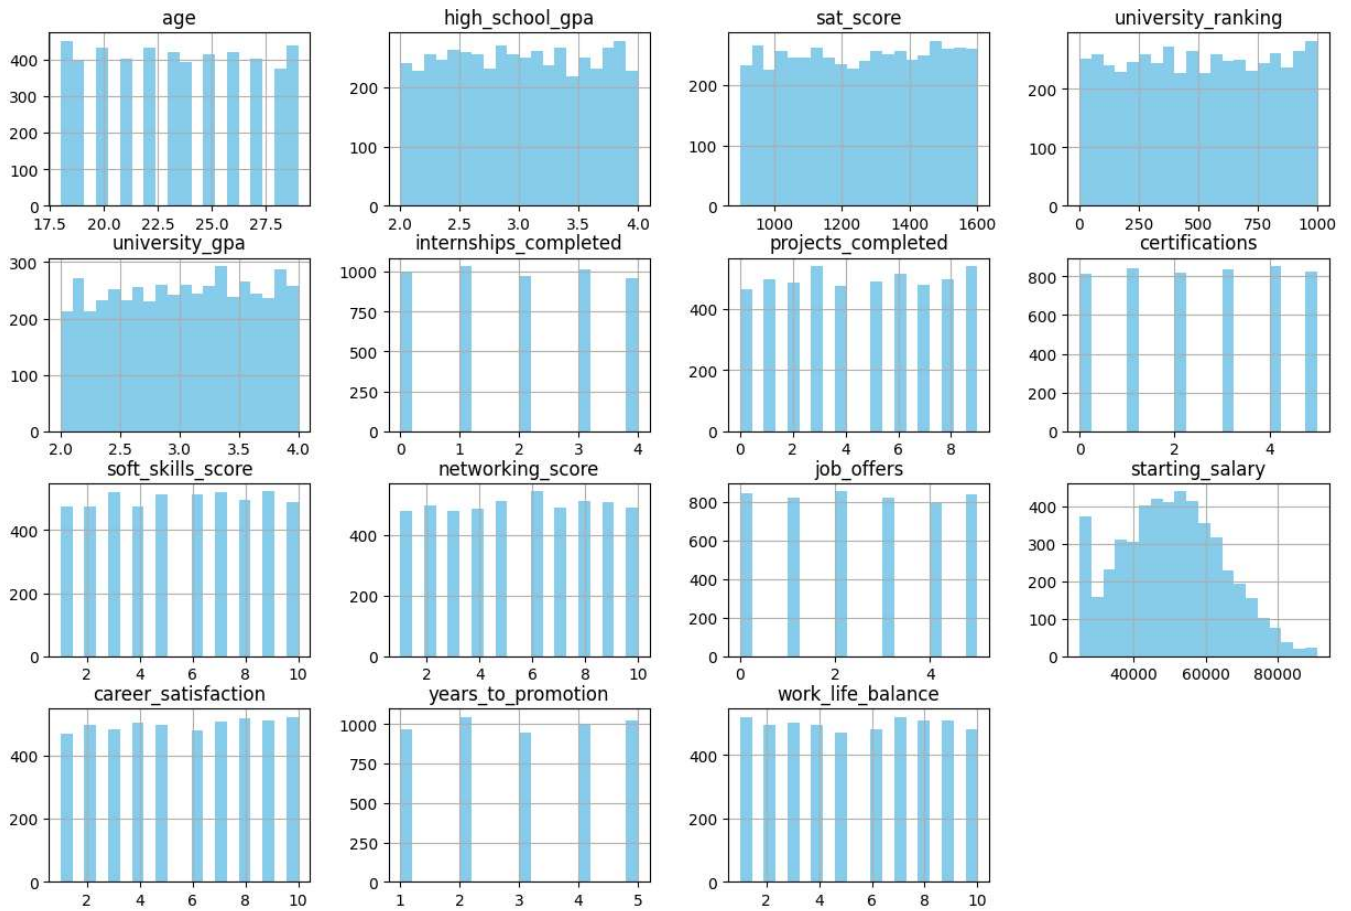 age
400
300
200
100
0
17.5 20.0 22.5 25.0 27.5
high_school_gpa
200
100
0
2.0 2.5 3.0 3.5 4.0
sat_score
200
100
0
1000 1200 1400 1600
university_ranking
200
100
0
0 250 500 750 1000
university_gpa
300
200
100
0
2.0 2.5 3.0 3.5 4.0
internships_completed
1000
750
500
250
0
0 1 2 3 4
projects_completed
400
200
0
0 2 4 6 8
certifications
800
600
400
200
0
0 2 4
soft_skills_score
400
200
0
2 4 6 8 10
networking_score
400
200
0
2 4 6 8 10
job_offers
800
600
400
200
0
0 2 4
starting_salary
400
300
200
100
0
40000 60000 80000
career_satisfaction
400
200
0
2 4 6 8 10
years_to_promotion
1000
750
500
250
0
1 2 3 4 5
work_life_balance
400
200
0
2 4 6 8 10